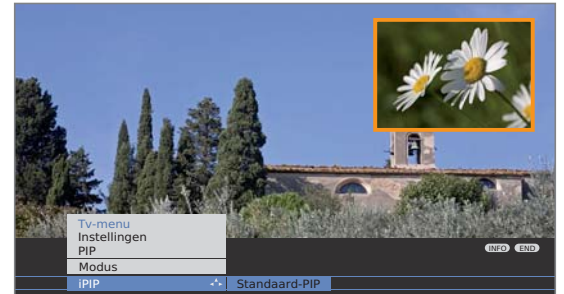 Tv-menu
Instellingen
PIP
INFO END
Modus
iPIP Standaard-PIP